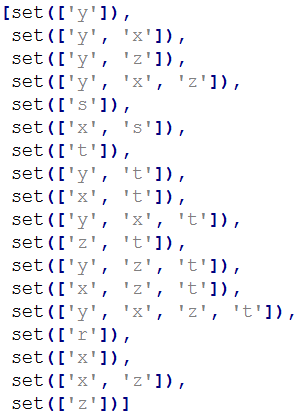 [set(['y']),
set(['y', 'x']),
set(['y', 'z']),
set(['y', 'x', 'z']),
set(['s']),
set(['x', 's']),
set(['t']),
set(['y', 't']),
set(['x', 't']),
set(['y', 'x', 't']),
set(['z', 't']),
set(['y', 'z', 't']),
set(['x', 'z', 't']),
set(['y', 'x', 'z', 't']),
set(['r']),
set(['x']),
set(['x', 'z']),
set(['z'])]